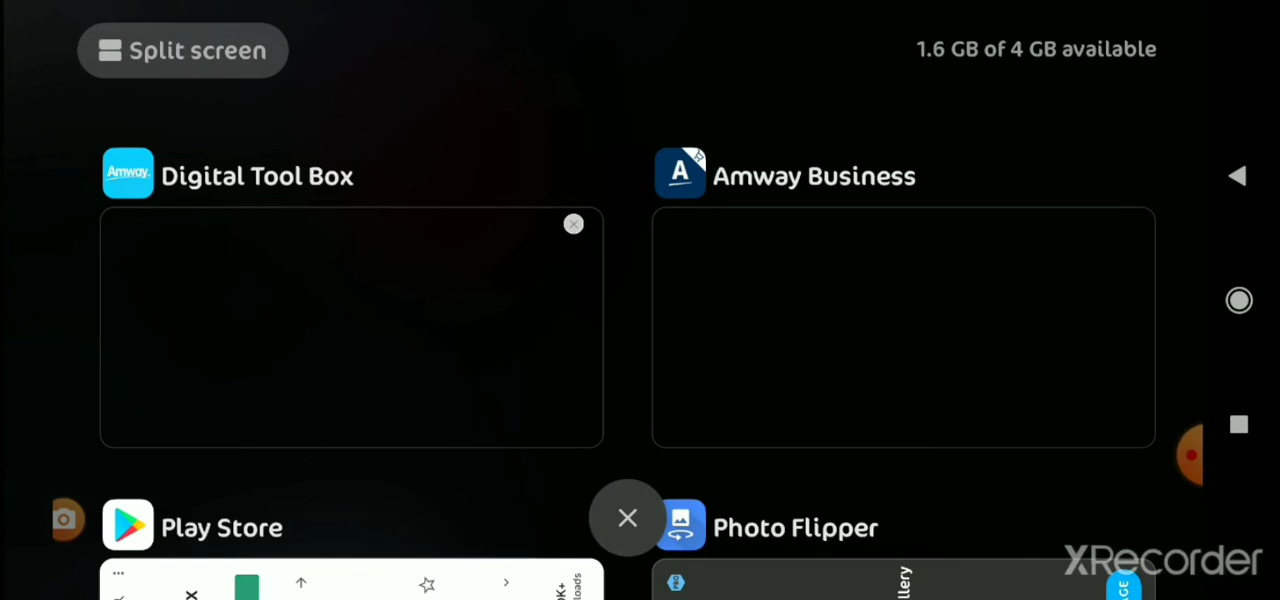 Split screen
1.6 GB of 4 GB available
Amway
Digital Tool Box
A
Amway Business
Play Store
Photo Flipper
PRO
XRecorder